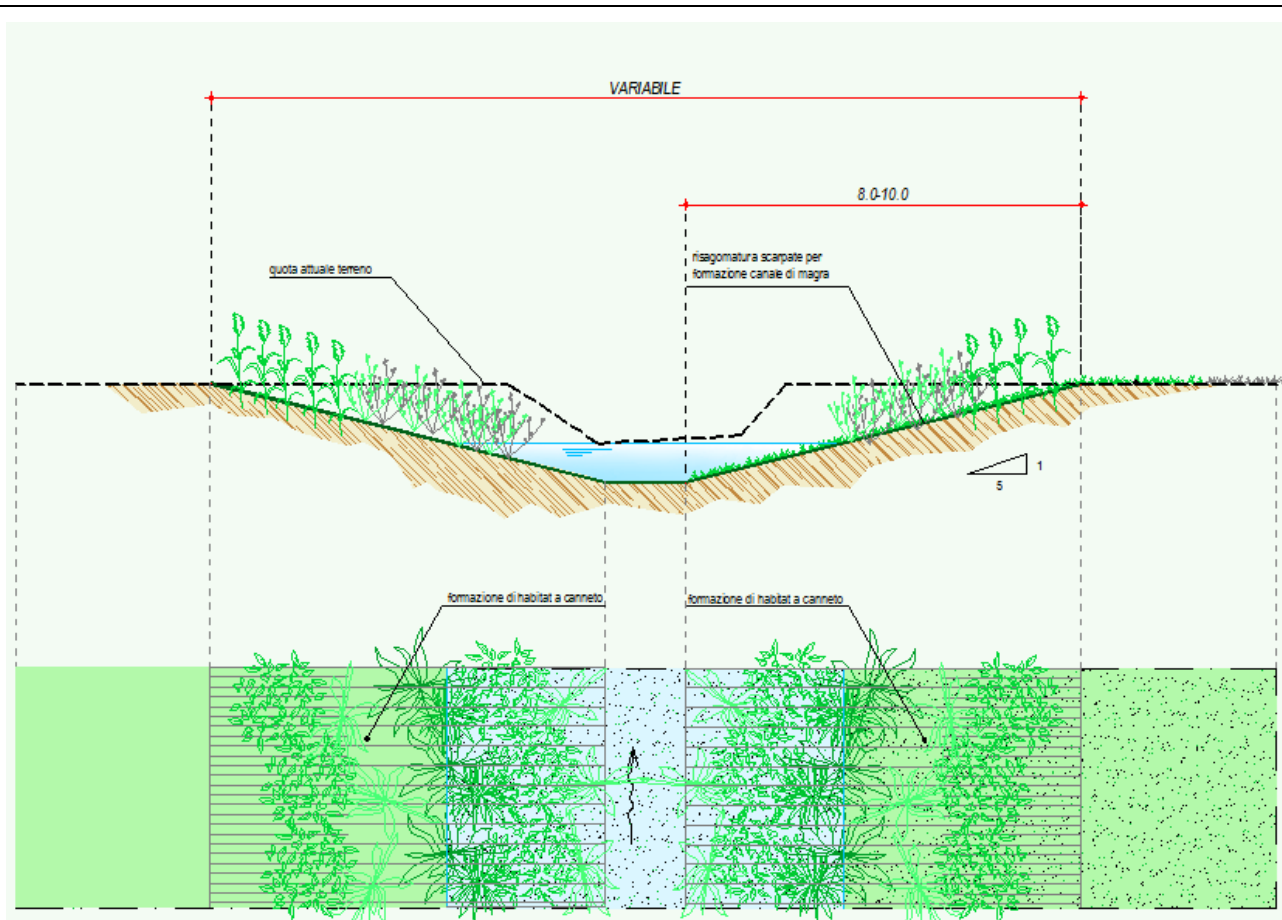 VARIABILE
8.0-10.0
quota attuale terreno
risagomatura scarpate per
formazione canale di magra
1
5
formazione di habitat a canneto
formazione di habitat a canneto